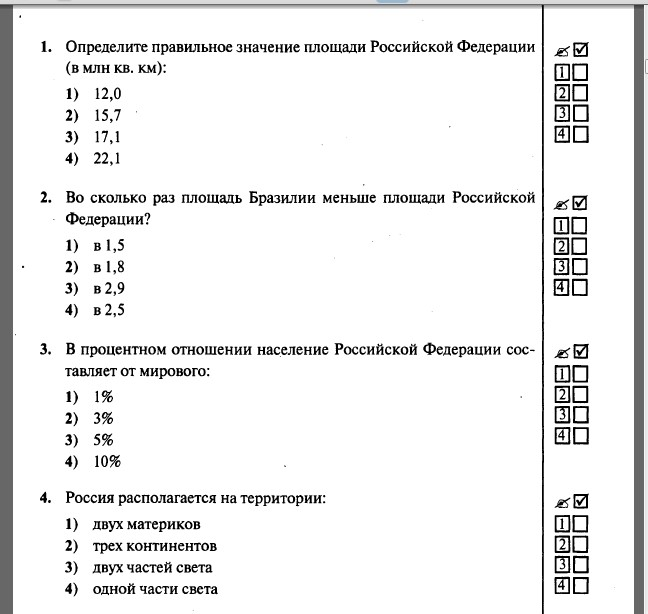 1. Определите правильное значение площади Российской Федерации
(в млн кв. км):
1) 12,0
2) 15,7
3) 17,1
4) 22,1
1
2
3
4
2. Во сколько раз площадь Бразилии меньше площади Российской
Федерации?
1) в 1,5
2) в 1,8
3) в 2,9
4) в 2,5
1
2
3
4
3. В процентном отношении население Российской Федерации сос-
тавляет от мирового:
1) 1%
2) 3%
3) 5%
4) 10%
1
2
3
4
4. Россия располагается на территории:
1) двух материков
2) трех континентов
3) двух частей света
4) одной части света
1
2
3
4